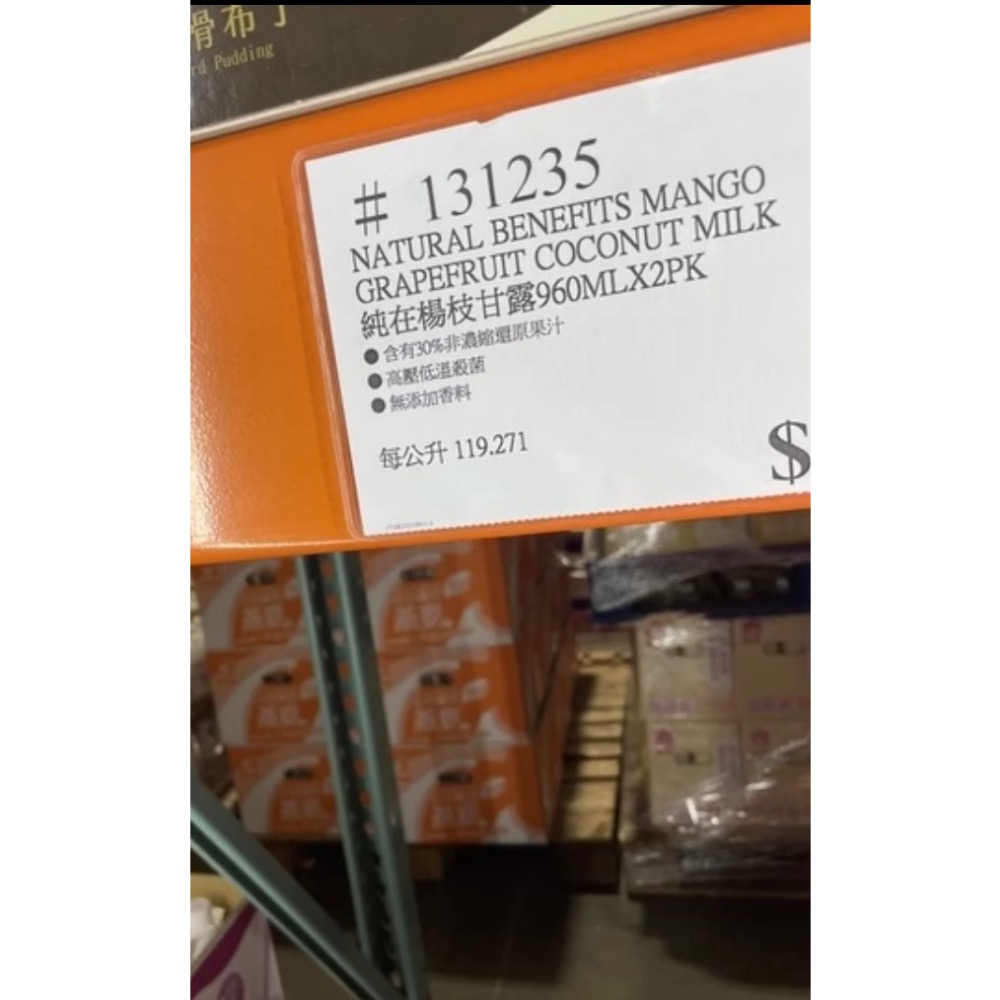 滑布丁
rd Pudding
# 131235
NATURAL BENEFITS MANGO
GRAPEFRUIT COCONUT MILK
純在楊枝甘露960MLX2PK
●含有30%非濃縮還原果汁
●高壓低溫殺菌
●無添加香料
每公升 119.271
$